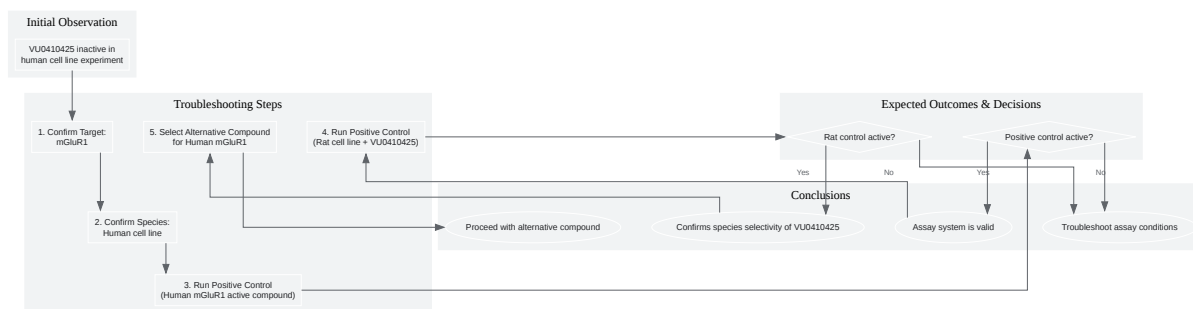 Initial Observation
VU0410425 inactive in
human cell line experiment
Troubleshooting Steps
1. Confirm Target:
mGluR1
5. Select Alternative Compound
for Human mGluR1
4. Run Positive Control
(Rat cell line + VU0410425)
2. Confirm Species:
Human cell line
3. Run Positive Control
(Human mGluR1 active compound)
Expected Outcomes & Decisions
Rat control active?
Positive control active?
Yes
No
Yes
No
Conclusions
Proceed with alternative compound
Confirms species selectivity of VU0410425
Assay system is valid
Troubleshoot assay conditions